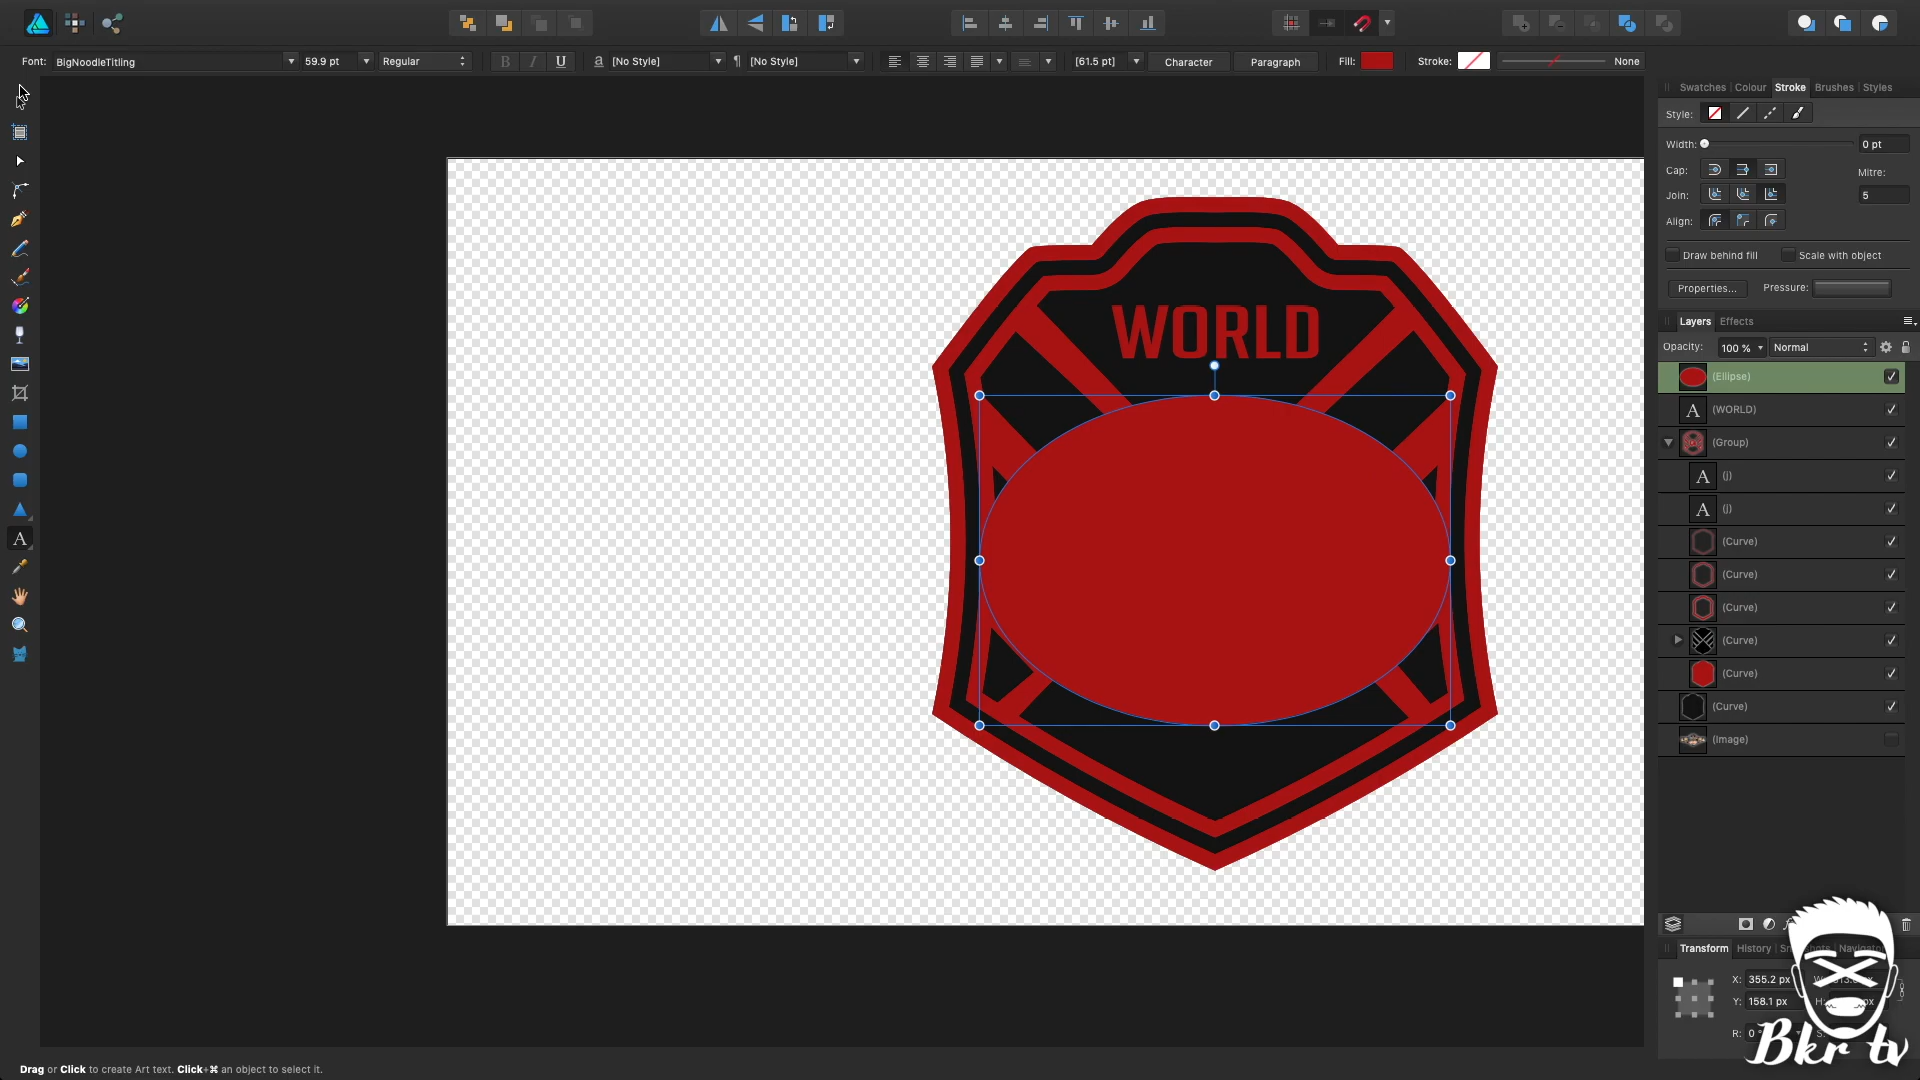 Font: BigNoodleTitling 59.9 pt Regular B I U a [No Style] ¶ [No Style] [61.5 pt] Character Paragraph Fill: Stroke: None
Swatches Colour Stroke Brushes Styles
Style:
Width: 0 pt
Cap: Mitre:
Join: 5
Align:
Draw behind fill Scale with object
Properties... Pressure:
Layers Effects
Opacity: 100 % Normal
(Ellipse)
A (WORLD)
(Group)
A (j)
A (j)
(Curve)
(Curve)
(Curve)
(Curve)
(Curve)
(Curve)
(Image)
WORLD
A
Transform History Navigator
X: 355.2 px W:
Y: 158.1 px H: px
R: 0 ° S:
Bkr tv
Drag or Click to create Art text. Click+⌘ an object to select it.